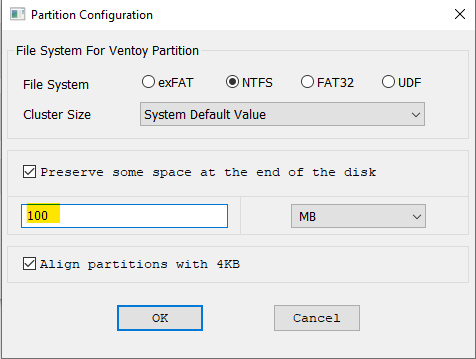 Partition Configuration
File System For Ventoy Partition
File System exFAT NTFS FAT32 UDF
Cluster Size System Default Value
Preserve some space at the end of the disk
100 MB
Align partitions with 4KB
OK Cancel